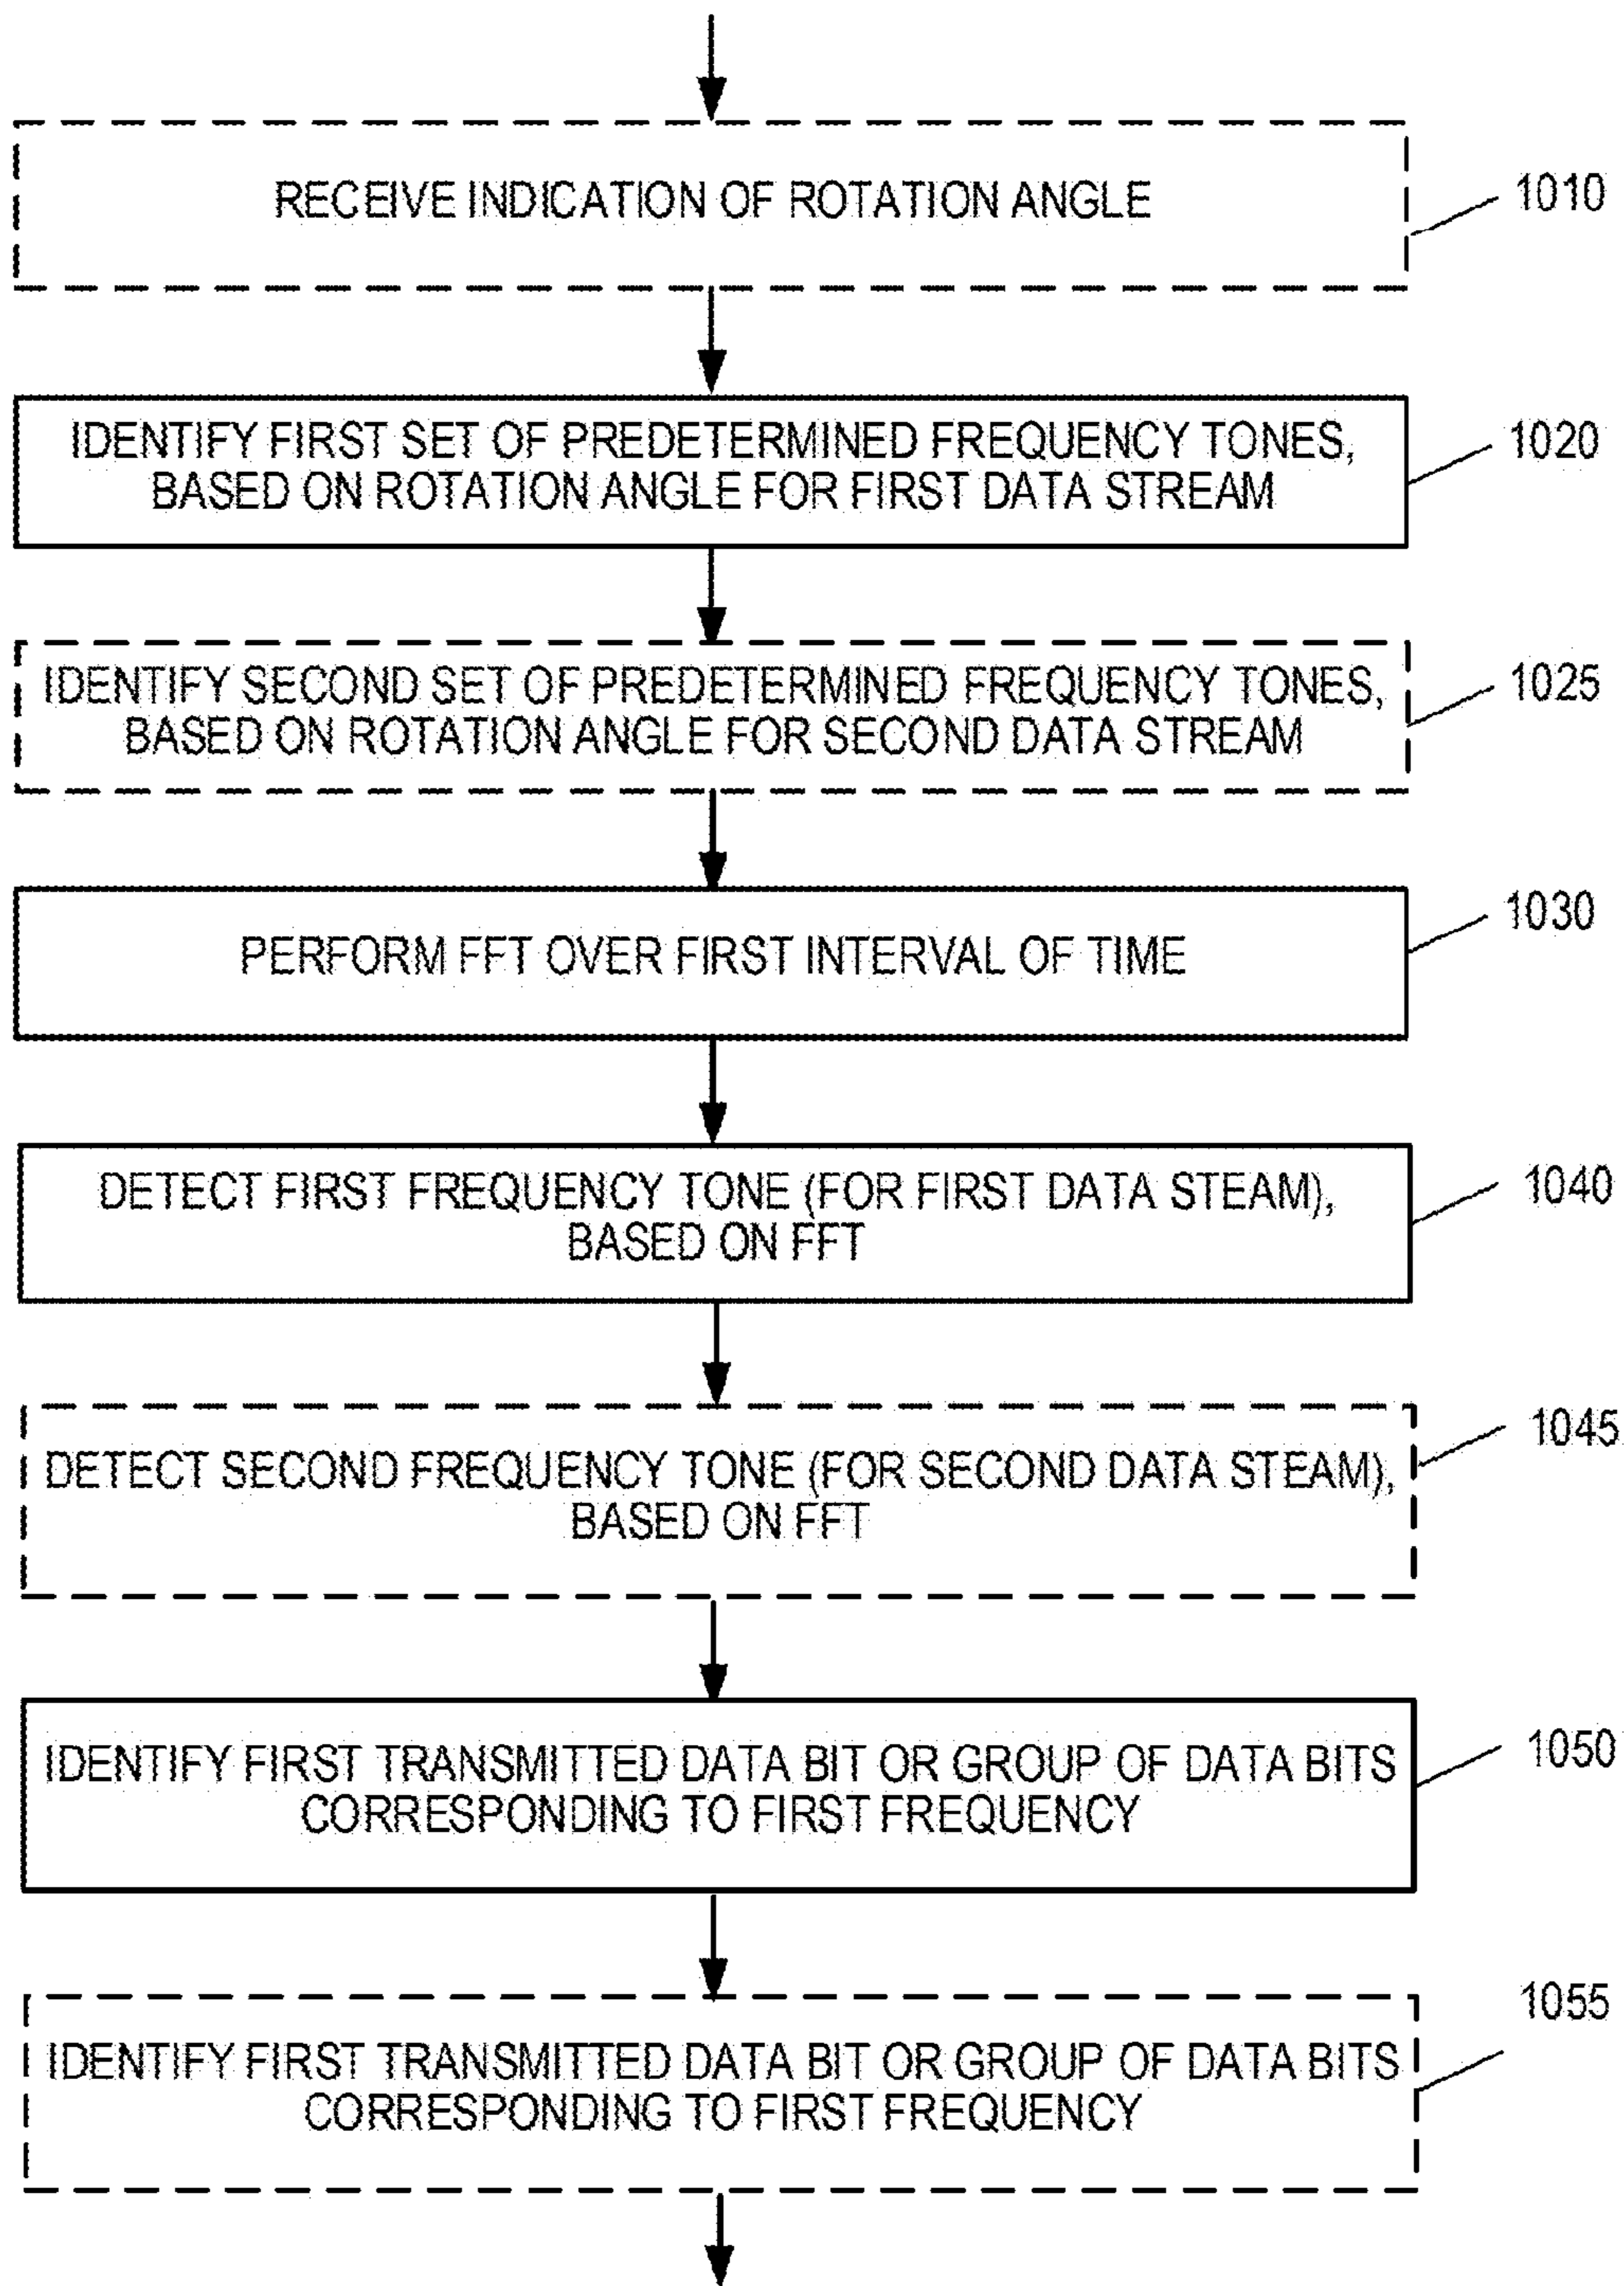 RECEIVE INDICATION OF ROTATION ANGLE
1010
IDENTIFY FIRST SET OF PREDETERMINED FREQUENCY TONES,
BASED ON ROTATION ANGLE FOR FIRST DATA STREAM
1020
IDENTIFY SECOND SET OF PREDETERMINED FREQUENCY TONES,
BASED ON ROTATION ANGLE FOR SECOND DATA STREAM
1025
PERFORM FFT OVER FIRST INTERVAL OF TIME
1030
DETECT FIRST FREQUENCY TONE (FOR FIRST DATA STEAM),
BASED ON FFT
1040
DETECT SECOND FREQUENCY TONE (FOR SECOND DATA STEAM),
BASED ON FFT
1045
IDENTIFY FIRST TRANSMITTED DATA BIT OR GROUP OF DATA BITS
CORRESPONDING TO FIRST FREQUENCY
1050
IDENTIFY FIRST TRANSMITTED DATA BIT OR GROUP OF DATA BITS
CORRESPONDING TO FIRST FREQUENCY
1055